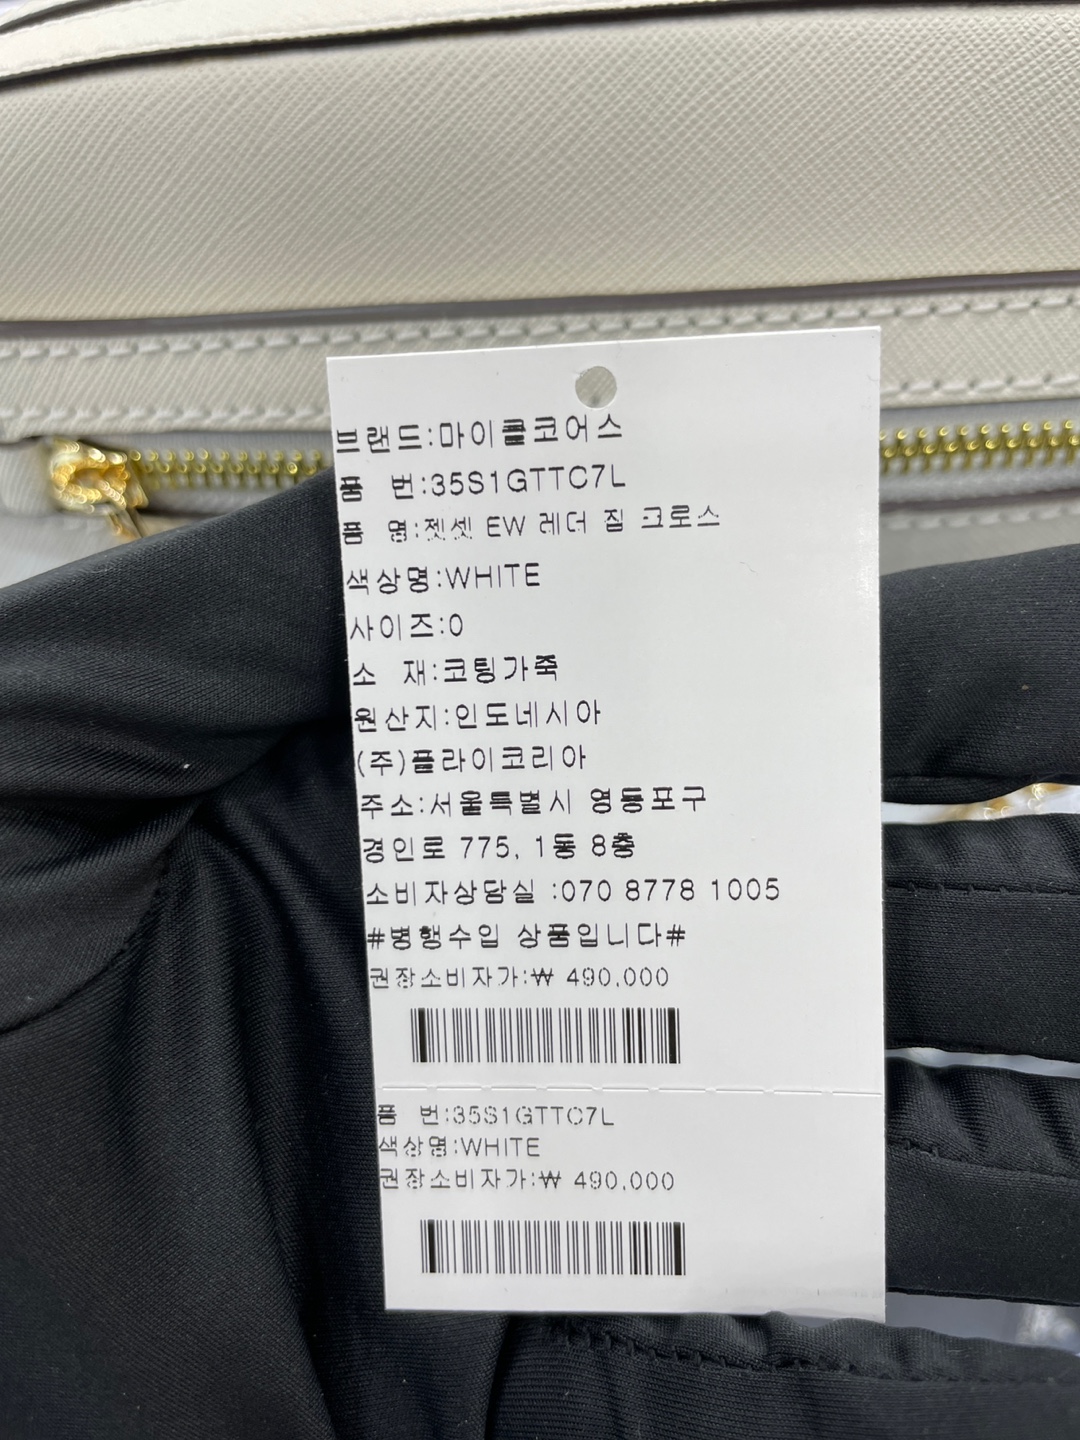 브랜드:마이클코어스
품 번:35S1GTTC7L
품 명:젯셋 EW 레더 집 크로스
색상명:WHITE
사이즈:0
소 재:코팅가죽
원산지:인도네시아
(주)플라이코리아
주소:서울특별시 영등포구
경인로 775, 1동 8층
소비자상담실 :070 8778 1005
#병행수입 상품입니다#
권장소비자가:₩ 490,000
품 번:35S1GTTC7L
색상명:WHITE
권장소비자가:₩ 490,000